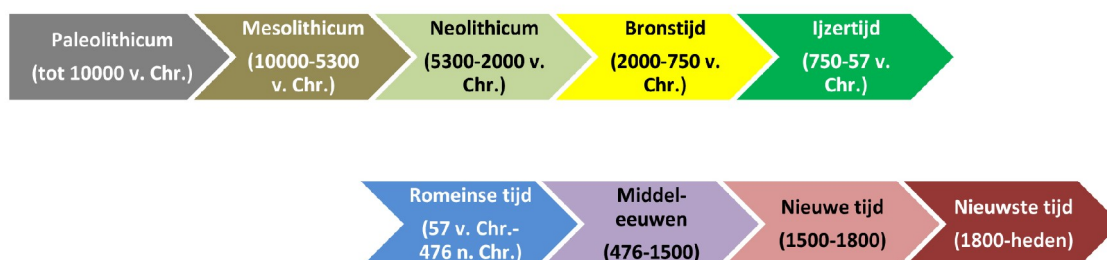 Paleolithicum
(tot 10000 v. Chr.)
Mesolithicum
(10000-5300
v. Chr.)
Neolithicum
(5300-2000 v.
Chr.)
Bronstijd
(2000-750 v.
Chr.)
Ijzertijd
(750-57 v.
Chr.)
Romeinse tijd
(57 v. Chr.-
476 n. Chr.)
Middel-
eeuwen
(476-1500)
Nieuwe tijd
(1500-1800)
Nieuwste tijd
(1800-heden)